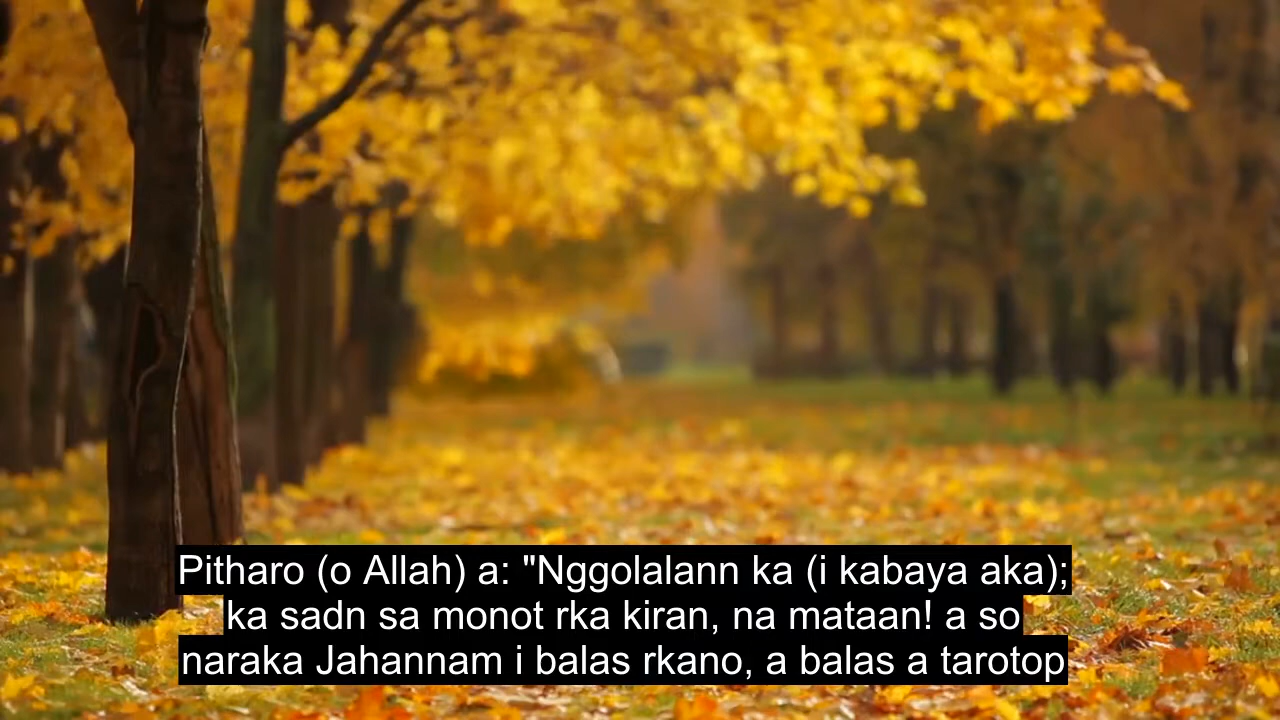 Pitharo (o Allah) a: "Nggolalann ka (i kabaya aka);
ka sadn sa monot rka kiran, na mataan! a so
naraka Jahannam i balas rkano, a balas a tarotop